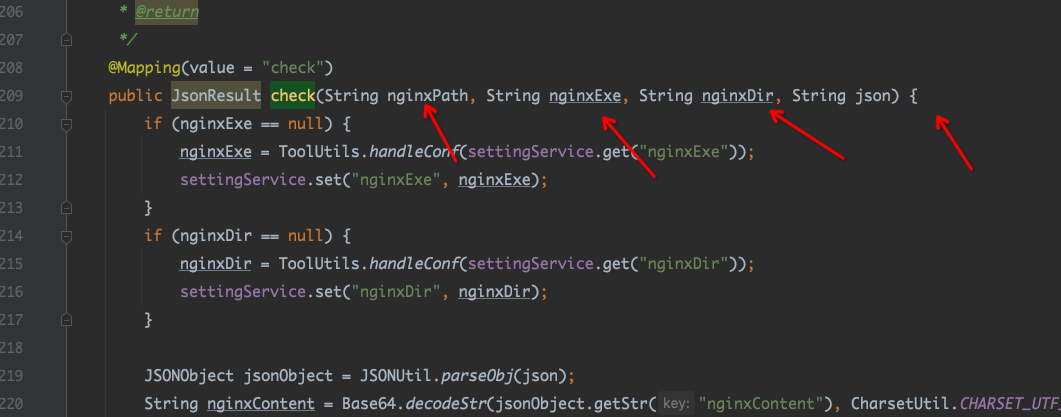 206 * @return
207 */
208 @Mapping(value = "check")
209 public JsonResult check(String nginxPath, String nginxExe, String nginxDir, String json) {
210 if (nginxExe == null) {
211 nginxExe = ToolUtils.handleConf(settingService.get("nginxExe"));
212 settingService.set("nginxExe", nginxExe);
213 }
214 if (nginxDir == null) {
215 nginxDir = ToolUtils.handleConf(settingService.get("nginxDir"));
216 settingService.set("nginxDir", nginxDir);
217 }
218
219 JSONObject jsonObject = JSONUtil.parseObj(json);
220 String nginxContent = Base64.decodeStr(jsonObject.getStr( key: "nginxContent"), CharsetUtil.CHARSET_UTF